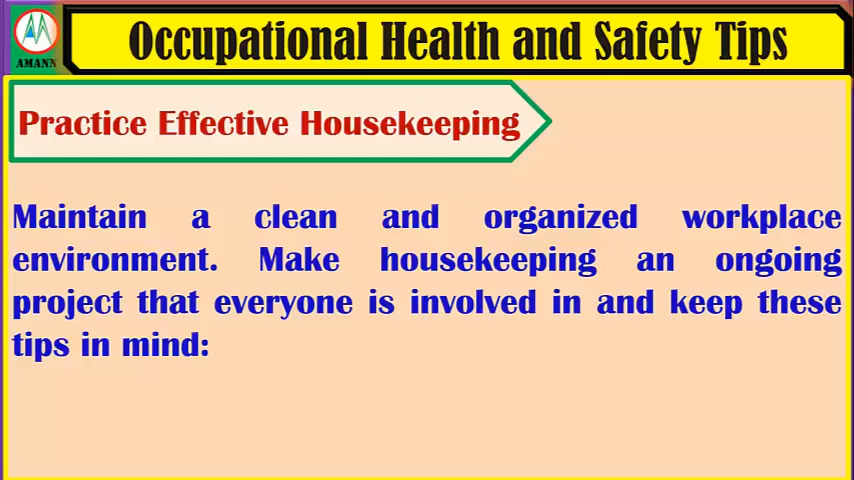 Occupational Health and Safety Tips
AMANN
Practice Effective Housekeeping
Maintain a clean and organized workplace
environment. Make housekeeping an ongoing
project that everyone is involved in and keep these
tips in mind: